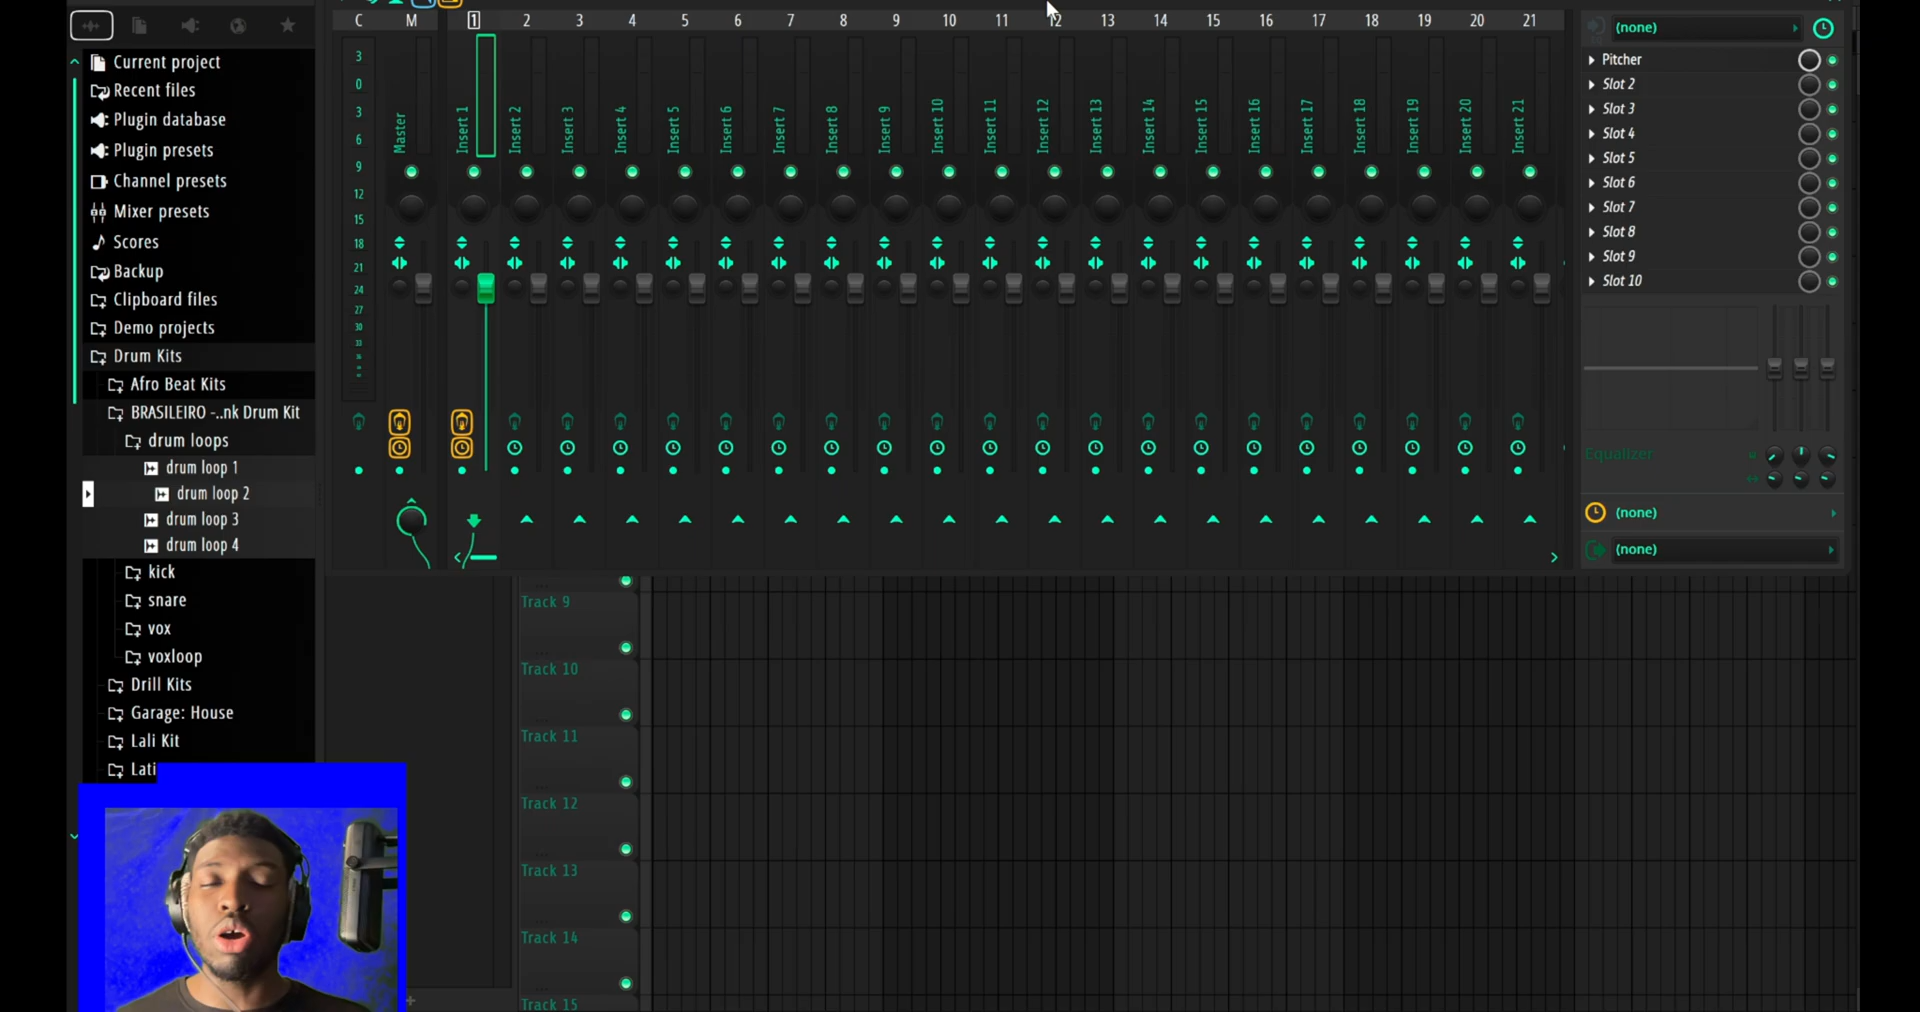 C M 1 2 3 4 5 6 7 8 9 10 11 12 13 14 15 16 17 18 19 20 21
(none)
Current project
Recent files
Plugin database
Plugin presets
Channel presets
Mixer presets
Scores
Backup
Clipboard files
Demo projects
Drum Kits
Afro Beat Kits
BRASILEIRO -..nk Drum Kit
drum loops
drum loop 1
drum loop 2
drum loop 3
drum loop 4
kick
snare
vox
voxloop
Drill Kits
Garage: House
Lali Kit
Lati
3
0
3
6
9
12
15
18
21
24
27
30
33
Master
Insert 1
Insert 2
Insert 3
Insert 4
Insert 5
Insert 6
Insert 7
Insert 8
Insert 9
Insert 10
Insert 11
Insert 12
Insert 13
Insert 14
Insert 15
Insert 16
Insert 17
Insert 18
Insert 19
Insert 20
Insert 21
Pitcher
Slot 2
Slot 3
Slot 4
Slot 5
Slot 6
Slot 7
Slot 8
Slot 9
Slot 10
Equalizer
(none)
(none)
Track 9
Track 10
Track 11
Track 12
Track 13
Track 14
Track 15